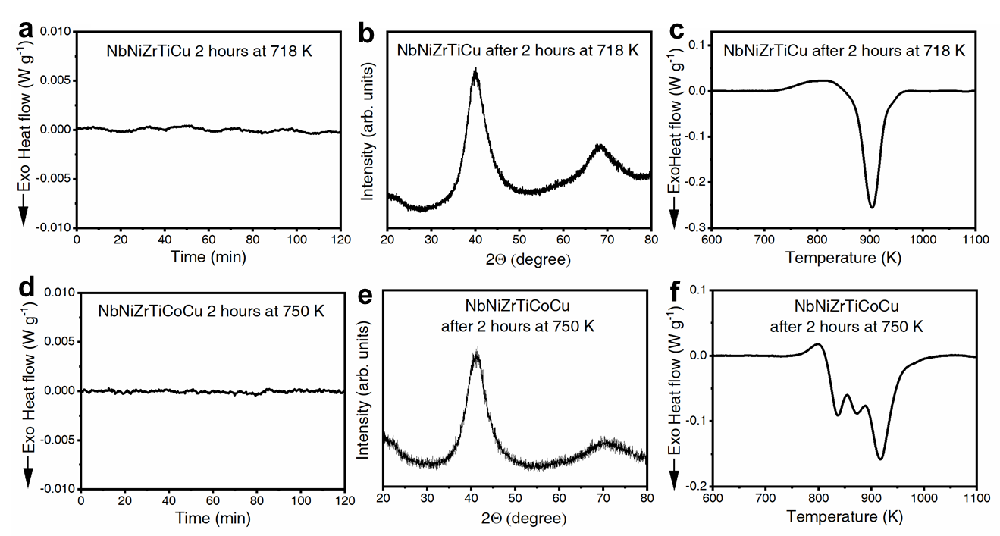 a
0.010
0.005
0.000
-0.005
-0.010
Exo Heat flow (W g⁻¹)
NbNiZrTiCu 2 hours at 718 K
0 20 40 60 80 100 120
Time (min)
b
Intensity (arb. units)
NbNiZrTiCu after 2 hours at 718 K
20 30 40 50 60 70 80
2Θ (degree)
c
0.1
0.0
-0.1
-0.2
-0.3
ExoHeat flow (W g⁻¹)
NbNiZrTiCu after 2 hours at 718 K
600 700 800 900 1000 1100
Temperature (K)
d
0.010
0.005
0.000
-0.005
-0.010
Exo Heat flow (W g⁻¹)
NbNiZrTiCoCu 2 hours at 750 K
0 20 40 60 80 100 120
Time (min)
e
Intensity (arb. units)
NbNiZrTiCoCu
after 2 hours at 750 K
20 30 40 50 60 70 80
2Θ (degree)
f
0.1
0.0
-0.1
-0.2
Exo Heat flow (W g⁻¹)
NbNiZrTiCoCu
after 2 hours at 750 K
600 700 800 900 1000 1100
Temperature (K)